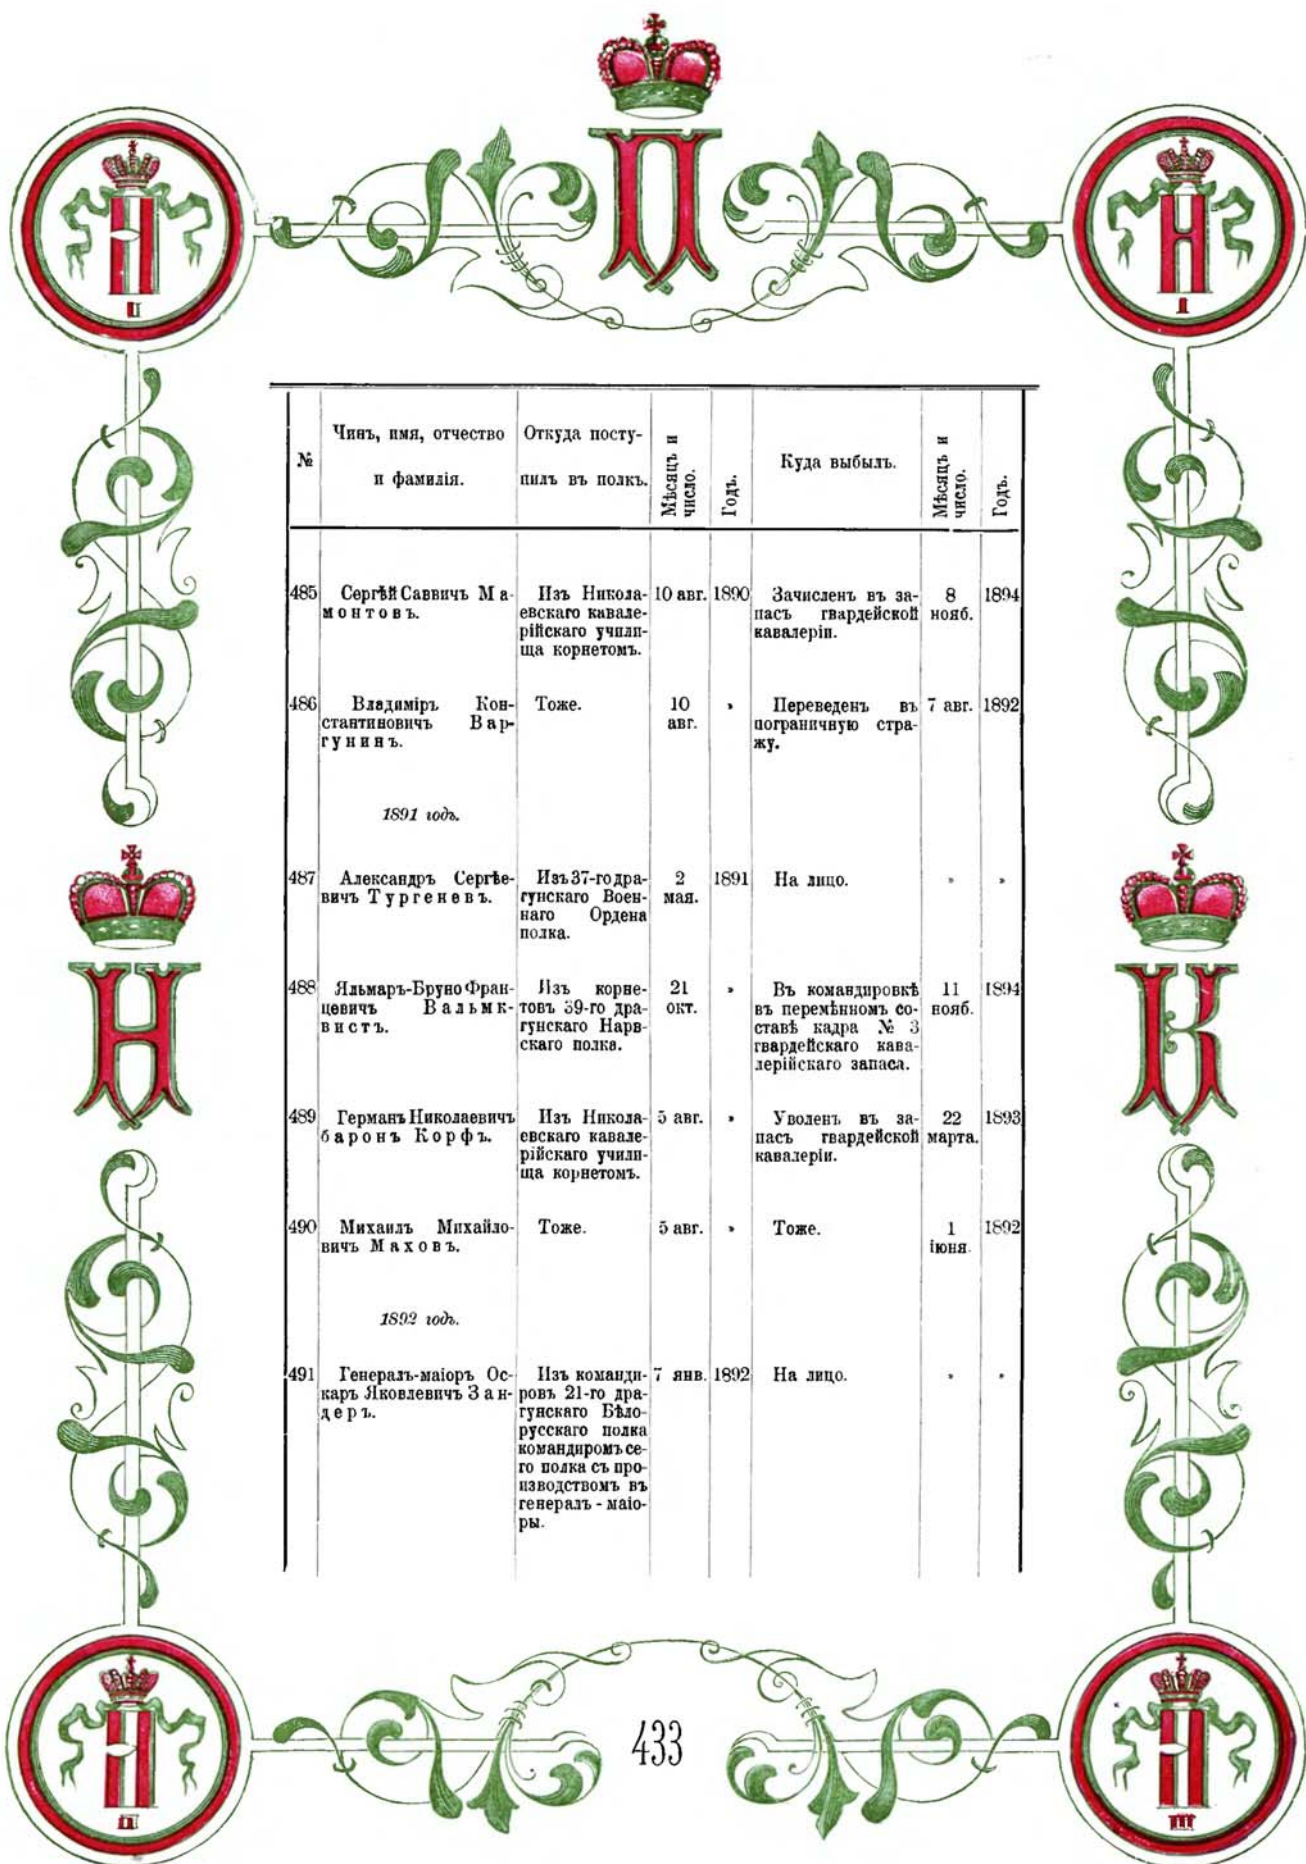 П
II
I
№
Чинъ, имя, отчество
и фамилія.
Откуда посту-
пилъ въ полкъ.
Мѣсяцъ и
число.
Годъ.
Куда выбылъ.
Мѣсяцъ и
число.
Годъ.
485
Сергѣй Саввичъ Ма-
монтовъ.
Изъ Никола-
евскаго кавале-
рійскаго учили-
ща корнетомъ.
10 авг.
1890
Зачисленъ въ за-
пасъ гвардейской
кавалеріи.
8
нояб.
1894
486
Владиміръ Кон-
стантиновичъ Вар-
гунинъ.
Тоже.
10
авг.
»
Переведенъ въ
пограничную стра-
жу.
7 авг.
1892
1891 годъ.
487
Александръ Сергѣе-
вичъ Тургеневъ.
Изъ 37-го дра-
гунскаго Воен-
наго Ордена
полка.
2
мая.
1891
На лицо.
»
»
488
Яльмаръ-Бруно Фран-
цевичъ Вальмк-
вистъ.
Изъ корне-
товъ 39-го дра-
гунскаго Нарв-
скаго полка.
21
окт.
»
Въ командировкѣ
въ перемѣнномъ со-
ставѣ кадра № 3
гвардейскаго кава-
лерійскаго запаса.
11
нояб.
1894
489
Германъ Николаевичъ
баронъ Корфъ.
Изъ Никола-
евскаго кавале-
рійскаго учили-
ща корнетомъ.
5 авг.
»
Уволенъ въ за-
пасъ гвардейской
кавалеріи.
22
марта.
1893
490
Михаилъ Михайло-
вичъ Маховъ.
Тоже.
5 авг.
»
Тоже.
1
іюня.
1892
1892 годъ.
491
Генералъ-маіоръ Ос-
каръ Яковлевичъ Зан-
деръ.
Изъ команди-
ровъ 21-го дра-
гунскаго Бѣло-
русскаго полка
командиромъ се-
го полка съ про-
изводствомъ въ
генералъ - маіо-
ры.
7 янв.
1892
На лицо.
»
»
Н
К
III
433